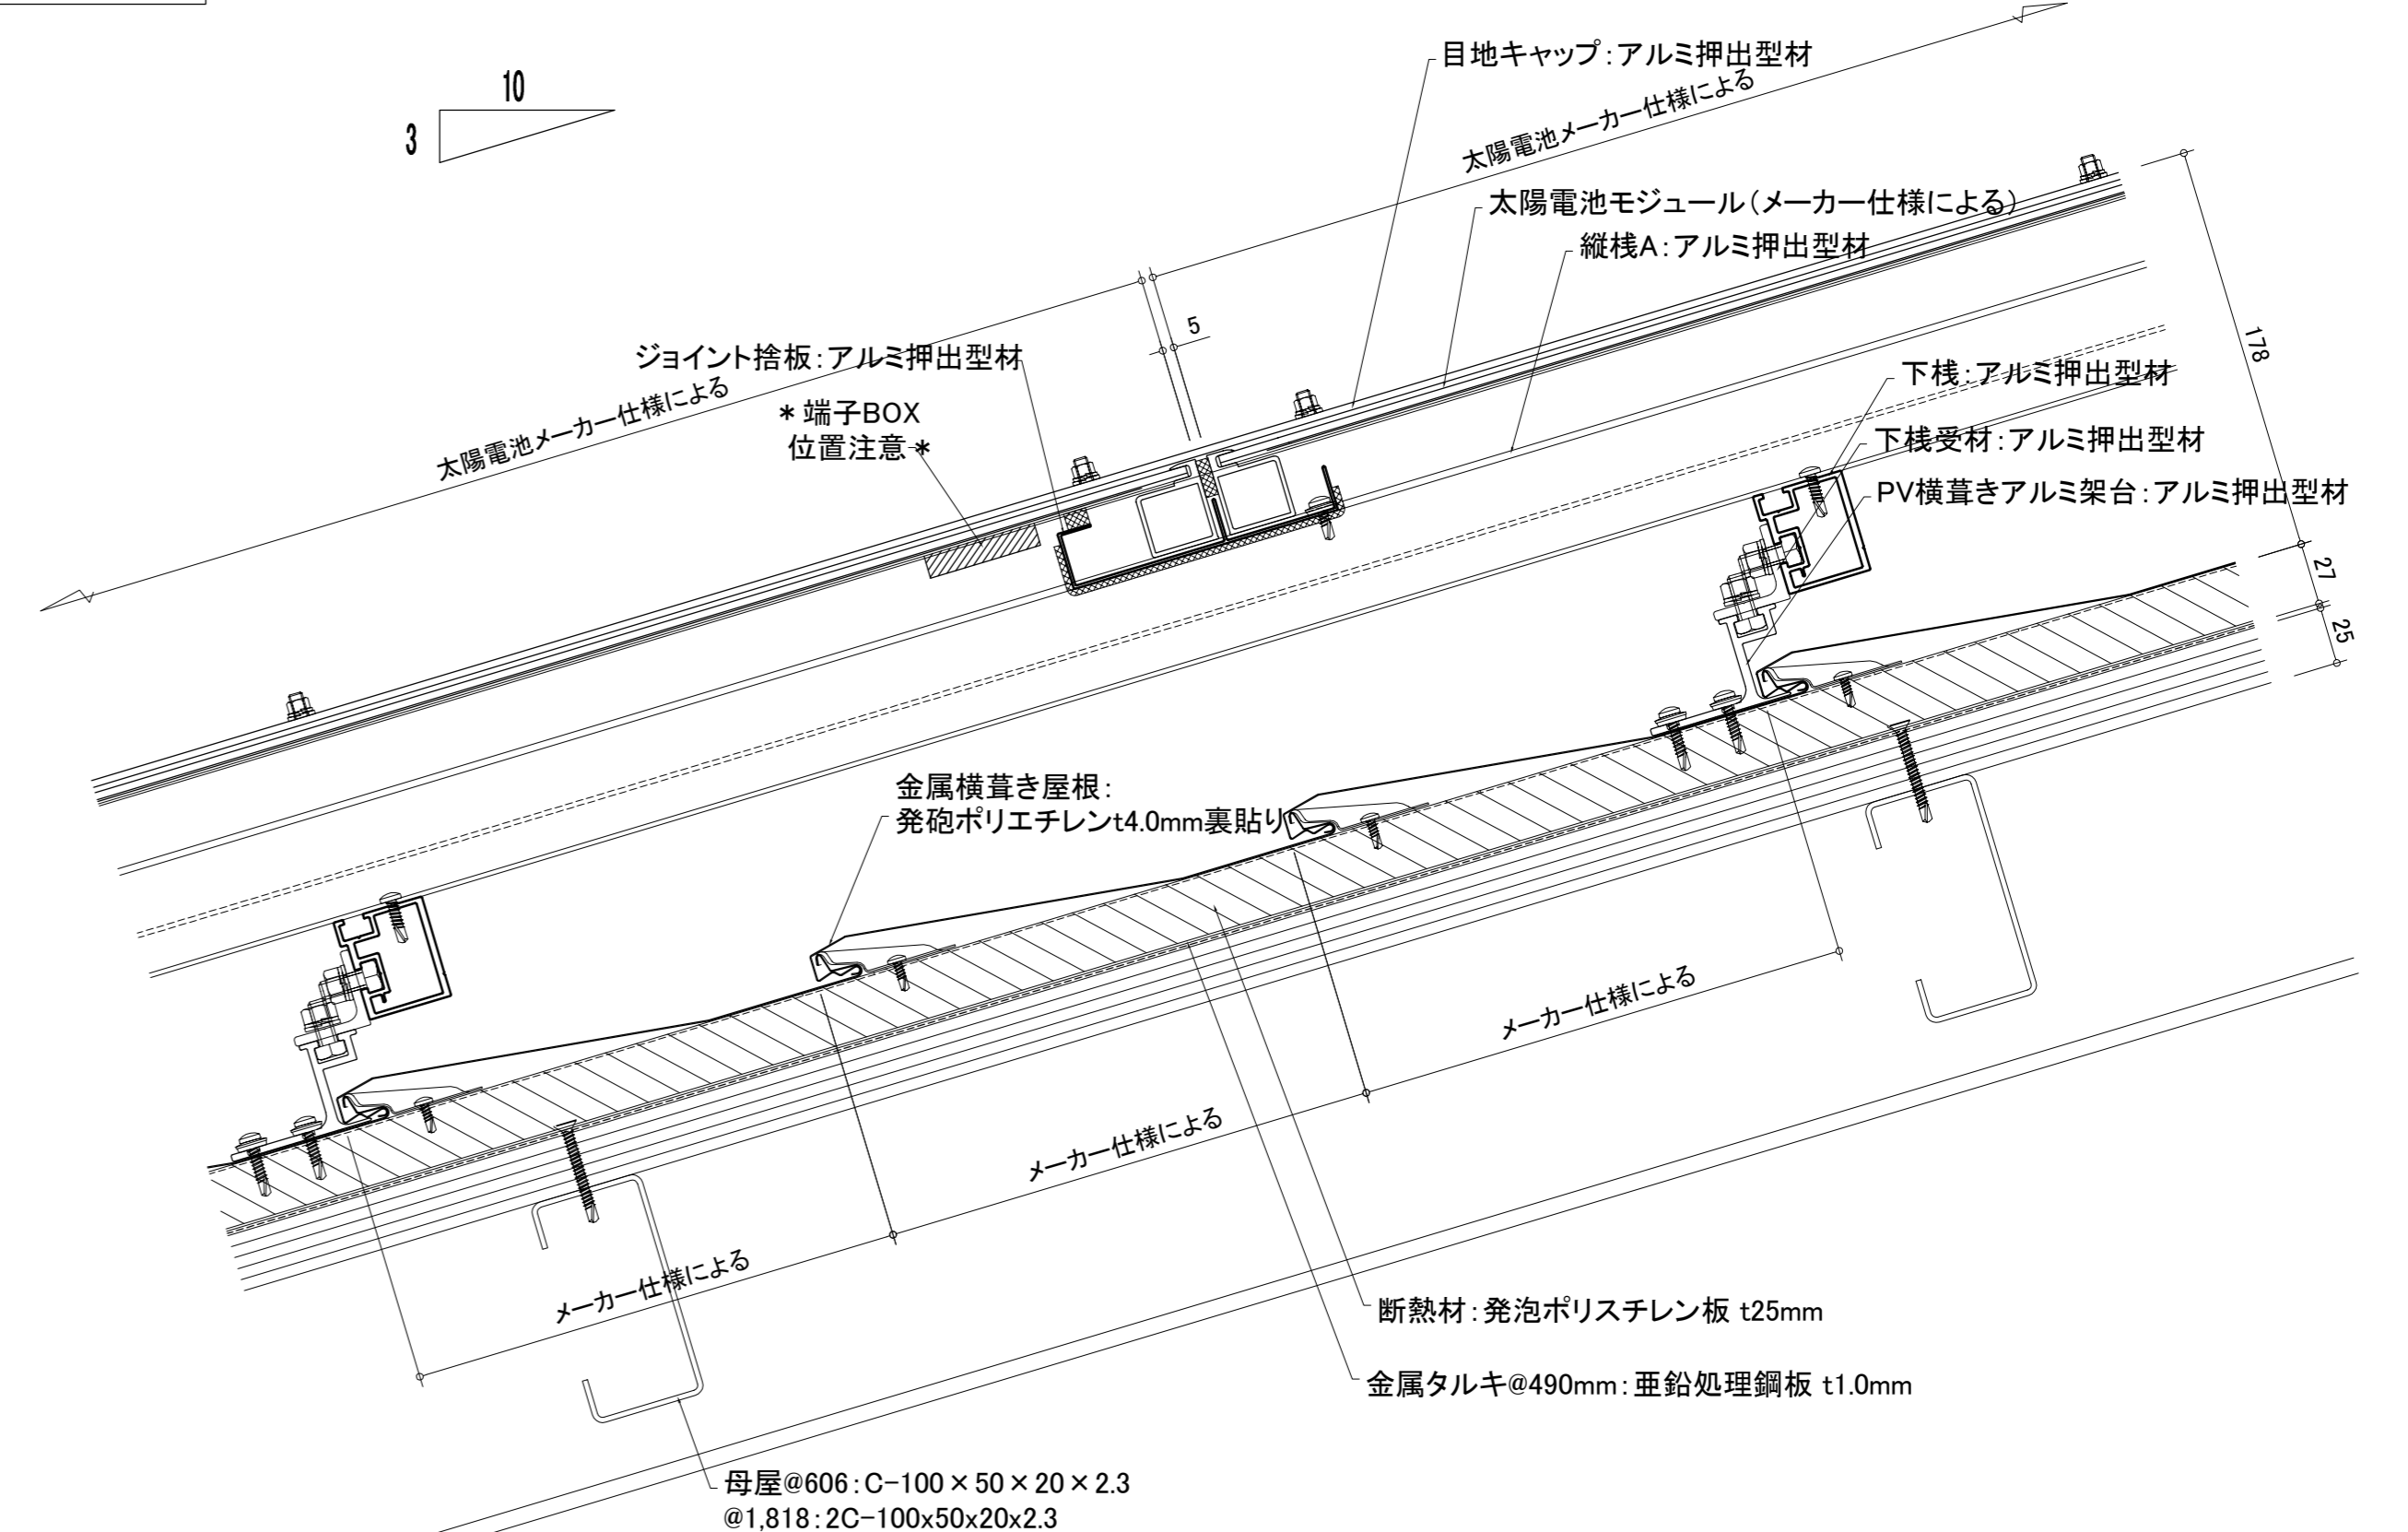 10
3
目地キャップ：アルミ押出型材
太陽電池メーカー仕様による
太陽電池モジュール（メーカー仕様による）
縦桟A：アルミ押出型材
5
178
ジョイント捨板：アルミ押出型材
太陽電池メーカー仕様による
＊端子BOX
位置注意＊
下桟：アルミ押出型材
下桟受材：アルミ押出型材
PV横葺きアルミ架台：アルミ押出型材
27
25
金属横葺き屋根：
発砲ポリエチレンt4.0mm裏貼り
メーカー仕様による
メーカー仕様による
メーカー仕様による
断熱材：発泡ポリスチレン板 t25mm
金属タルキ@490mm：亜鉛処理鋼板 t1.0mm
母屋@606：C-100×50×20×2.3
@1,818：2C-100x50x20x2.3